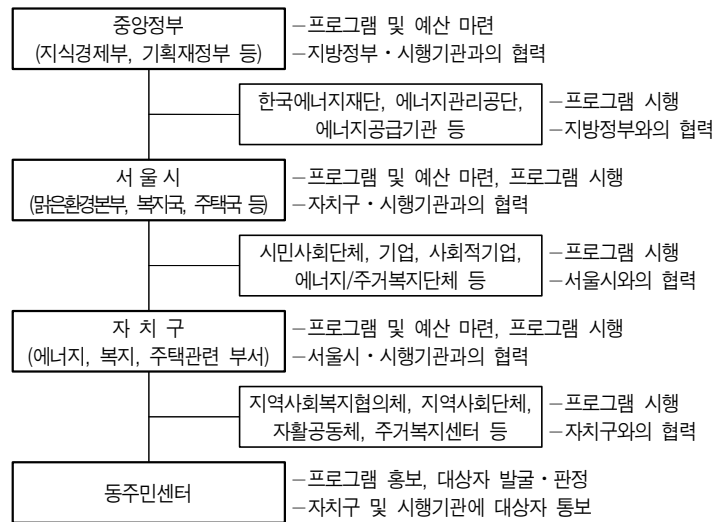 중앙정부
(지식경제부, 기획재정부 등)
-프로그램 및 예산 마련
-지방정부・시행기관과의 협력
한국에너지재단, 에너지관리공단,
에너지공급기관 등
-프로그램 시행
-지방정부와의 협력
서 울 시
(맑은환경본부, 복지국, 주택국 등)
-프로그램 및 예산 마련, 프로그램 시행
-자치구・시행기관과의 협력
시민사회단체, 기업, 사회적기업,
에너지/주거복지단체 등
-프로그램 시행
-서울시와의 협력
자 치 구
(에너지, 복지, 주택관련 부서)
-프로그램 및 예산 마련, 프로그램 시행
-서울시・시행기관과의 협력
지역사회복지협의체, 지역사회단체,
자활공동체, 주거복지센터 등
-프로그램 시행
-자치구와의 협력
동주민센터
-프로그램 홍보, 대상자 발굴・판정
-자치구 및 시행기관에 대상자 통보